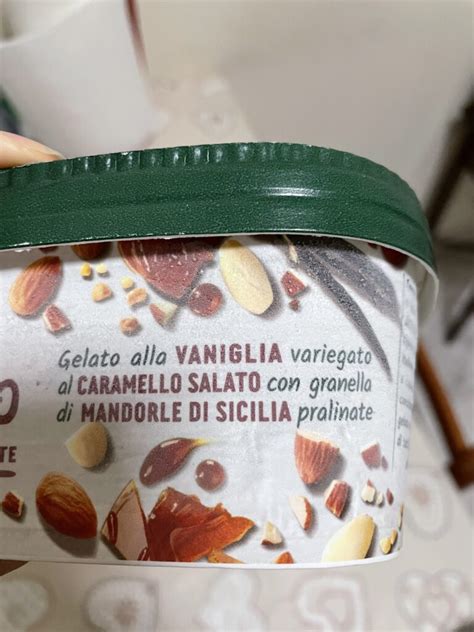 Gelato alla VANIGLIA variegato
al CARAMELLO SALATO con granella
di MANDORLE DI SICILIA pralinate